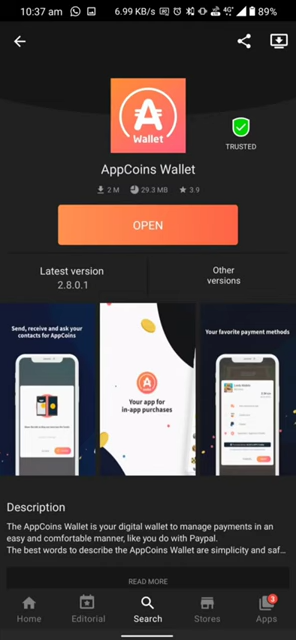 10:37 am 6.99 KB/s 4G+ 89%
Wallet
TRUSTED
AppCoins Wallet
2 M 29.3 MB 3.9
OPEN
Latest version
2.8.0.1
Other
versions
Send, receive and ask your
contacts for AppCoins
Your app for
in-app purchases
Your favorite payment methods
Description
The AppCoins Wallet is your digital wallet to manage payments in an
easy and comfortable manner, like you do with Paypal.
The best words to describe the AppCoins Wallet are simplicity and saf...
READ MORE
3
Home Editorial Search Stores Apps